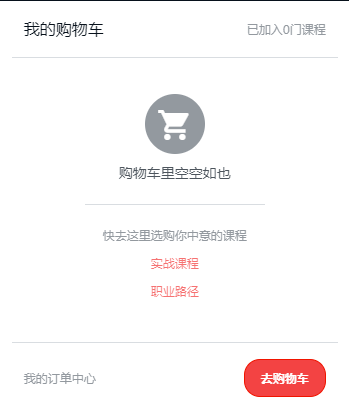 我的购物车
已加入0门课程
购物车里空空如也
快去这里选购你中意的课程
实战课程
职业路径
我的订单中心
去购物车